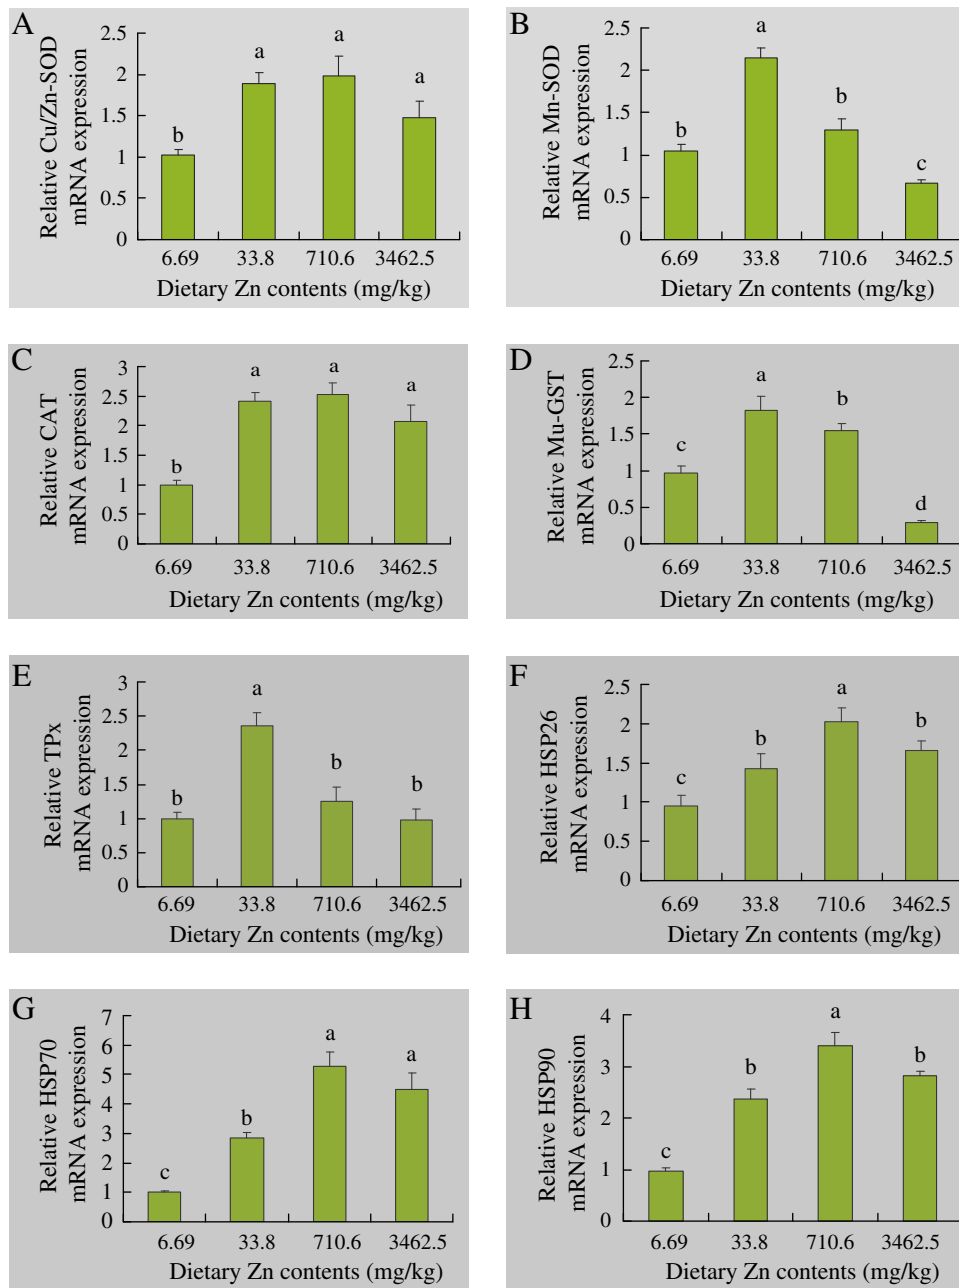 A
Relative Cu/Zn-SOD
mRNA expression
2.5
2
1.5
1
0.5
0
b
a
a
a
6.69 33.8 710.6 3462.5
Dietary Zn contents (mg/kg)
B
Relative Mn-SOD
mRNA expression
2.5
2
1.5
1
0.5
0
b
a
b
c
6.69 33.8 710.6 3462.5
Dietary Zn contents (mg/kg)
C
Relative CAT
mRNA expression
3
2.5
2
1.5
1
0.5
0
b
a
a
a
6.69 33.8 710.6 3462.5
Dietary Zn contents (mg/kg)
D
Relative Mu-GST
mRNA expression
2.5
2
1.5
1
0.5
0
c
a
b
d
6.69 33.8 710.6 3462.5
Dietary Zn contents (mg/kg)
E
Relative TPx
mRNA expression
3
2.5
2
1.5
1
0.5
0
b
a
b
b
6.69 33.8 710.6 3462.5
Dietary Zn contents (mg/kg)
F
Relative HSP26
mRNA expression
2.5
2
1.5
1
0.5
0
c
b
a
b
6.69 33.8 710.6 3462.5
Dietary Zn contents (mg/kg)
G
Relative HSP70
mRNA expression
7
6
5
4
3
2
1
0
c
b
a
a
6.69 33.8 710.6 3462.5
Dietary Zn contents (mg/kg)
H
Relative HSP90
mRNA expression
4
3
2
1
0
c
b
a
b
6.69 33.8 710.6 3462.5
Dietary Zn contents (mg/kg)